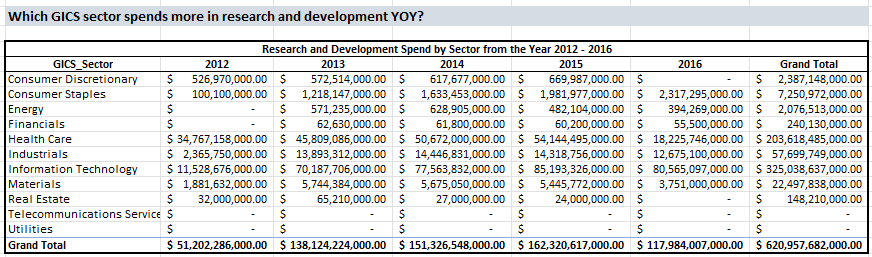 Which GICS sector spends more in research and development YOY?
Research and Development Spend by Sector from the Year 2012 - 2016
GICS_Sector 2012 2013 2014 2015 2016 Grand Total
Consumer Discretionary $ 526,970,000.00 $ 572,514,000.00 $ 617,677,000.00 $ 669,987,000.00 $ - $ 2,387,148,000.00
Consumer Staples $ 100,100,000.00 $ 1,218,147,000.00 $ 1,633,453,000.00 $ 1,981,977,000.00 $ 2,317,295,000.00 $ 7,250,972,000.00
Energy $ - $ 571,235,000.00 $ 628,905,000.00 $ 482,104,000.00 $ 394,269,000.00 $ 2,076,513,000.00
Financials $ - $ 62,630,000.00 $ 61,800,000.00 $ 60,200,000.00 $ 55,500,000.00 $ 240,130,000.00
Health Care $ 34,767,158,000.00 $ 45,809,086,000.00 $ 50,672,000,000.00 $ 54,144,495,000.00 $ 18,225,746,000.00 $ 203,618,485,000.00
Industrials $ 2,365,750,000.00 $ 13,893,312,000.00 $ 14,446,831,000.00 $ 14,318,756,000.00 $ 12,675,100,000.00 $ 57,699,749,000.00
Information Technology $ 11,528,676,000.00 $ 70,187,706,000.00 $ 77,563,832,000.00 $ 85,193,326,000.00 $ 80,565,097,000.00 $ 325,038,637,000.00
Materials $ 1,881,632,000.00 $ 5,744,384,000.00 $ 5,675,050,000.00 $ 5,445,772,000.00 $ 3,751,000,000.00 $ 22,497,838,000.00
Real Estate $ 32,000,000.00 $ 65,210,000.00 $ 27,000,000.00 $ 24,000,000.00 $ - $ 148,210,000.00
Telecommunications Service $ - $ - $ - $ - $ - $ -
Utilities $ - $ - $ - $ - $ - $ -
Grand Total $ 51,202,286,000.00 $ 138,124,224,000.00 $ 151,326,548,000.00 $ 162,320,617,000.00 $ 117,984,007,000.00 $ 620,957,682,000.00